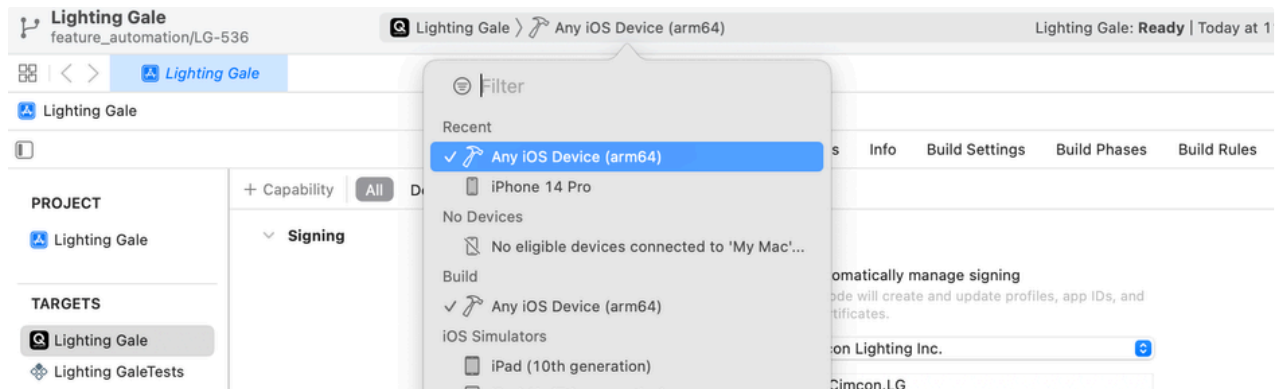 Lighting Gale
feature_automation/LG-536
Lighting Gale 〉 Any iOS Device (arm64)
Lighting Gale: Ready | Today at 1
Lighting Gale
Lighting Gale
Filter
Recent
✓ Any iOS Device (arm64)
iPhone 14 Pro
No Devices
No eligible devices connected to 'My Mac'...
Build
✓ Any iOS Device (arm64)
iOS Simulators
iPad (10th generation)
s Info Build Settings Build Phases Build Rules
PROJECT
Lighting Gale
TARGETS
Lighting Gale
Lighting GaleTests
+ Capability All De
Signing
omatically manage signing
ode will create and update profiles, app IDs, and
rtificates.
con Lighting Inc.
Cimcon.LG